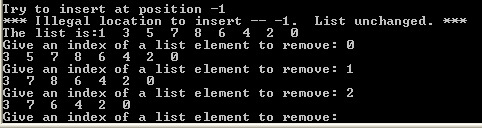 Try to insert at position -1
*** Illegal location to insert -- -1.  List unchanged. ***
The list is:1  3  5  7  8  6  4  2  0
Give an index of a list element to remove: 0
3  5  7  8  6  4  2  0
Give an index of a list element to remove: 1
3  7  8  6  4  2  0
Give an index of a list element to remove: 2
3  7  6  4  2  0
Give an index of a list element to remove: